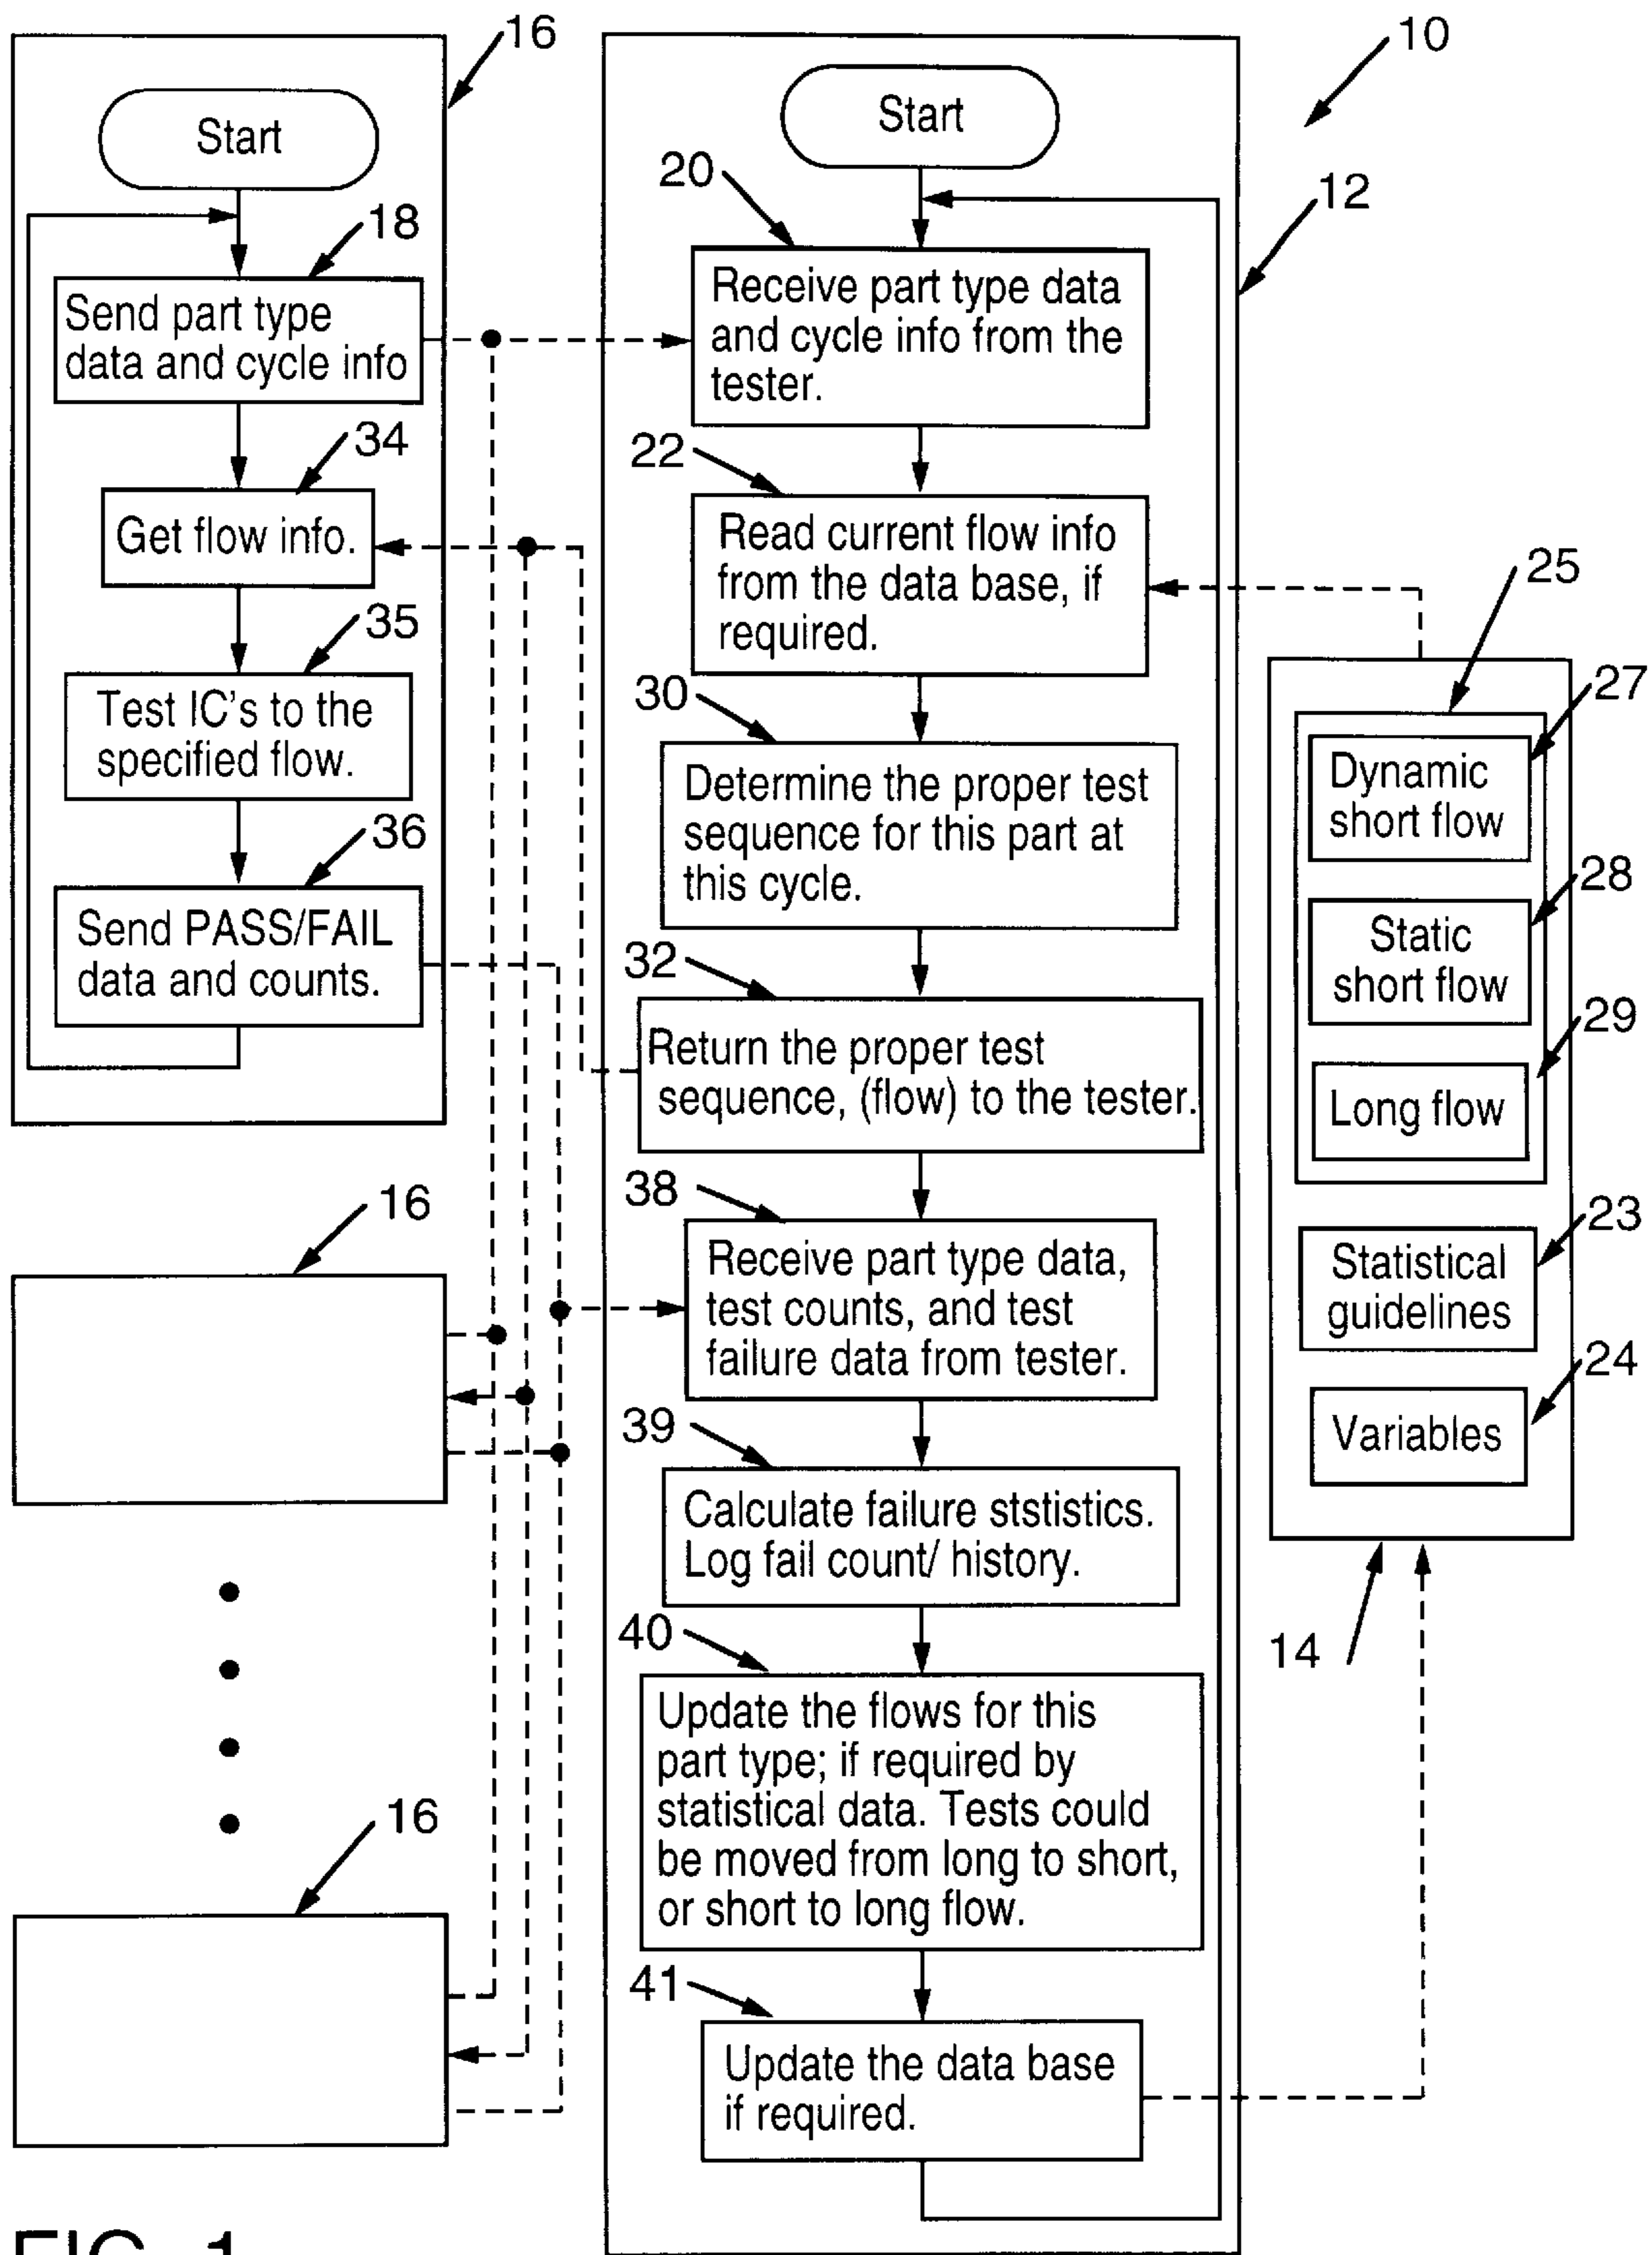 16
Start
18
Send part type
data and cycle info
34
Get flow info.
35
Test IC's to the
specified flow.
36
Send PASS/FAIL
data and counts.
16
16
10
12
Start
20
Receive part type data
and cycle info from the
tester.
22
Read current flow info
from the data base, if
required.
30
Determine the proper test
sequence for this part at
this cycle.
32
Return the proper test
sequence, (flow) to the tester.
38
Receive part type data,
test counts, and test
failure data from tester.
39
Calculate failure ststistics.
Log fail count/ history.
40
Update the flows for this
part type; if required by
statistical data. Tests could
be moved from long to short,
or short to long flow.
41
Update the data base
if required.
25
27
Dynamic
short flow
28
Static
short flow
29
Long flow
23
Statistical
guidelines
24
Variables
14
FIG. 1